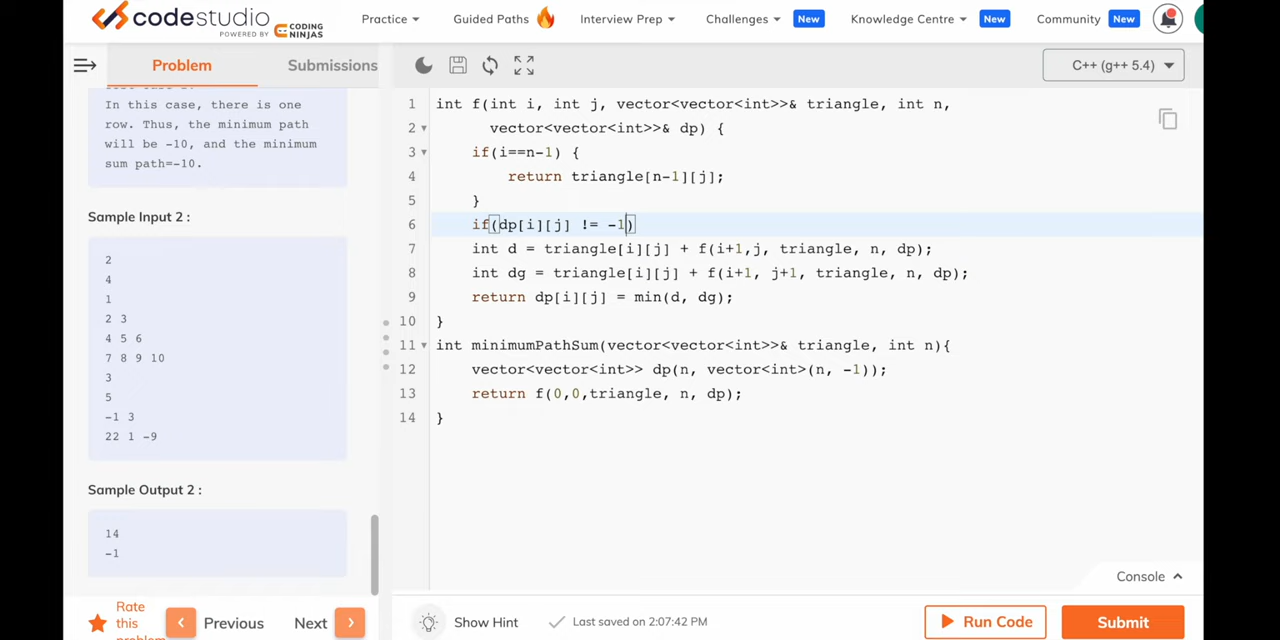 codestudio
POWERED BY CODING NINJAS
Practice
Guided Paths
Interview Prep
Challenges
New
Knowledge Centre
New
Community
New
Problem
Submissions
C++ (g++ 5.4)
In this case, there is one
row. Thus, the minimum path
will be -10, and the minimum
sum path=-10.
Sample Input 2 :
2
4
1
2 3
4 5 6
7 8 9 10
3
5
-1 3
22 1 -9
Sample Output 2 :
14
-1
Rate
this
problem
Previous
Next
1 int f(int i, int j, vector<vector<int>>& triangle, int n,
2 vector<vector<int>>& dp) {
3 if(i==n-1) {
4 return triangle[n-1][j];
5 }
6 if(dp[i][j] != -1)
7 int d = triangle[i][j] + f(i+1,j, triangle, n, dp);
8 int dg = triangle[i][j] + f(i+1, j+1, triangle, n, dp);
9 return dp[i][j] = min(d, dg);
10 }
11 int minimumPathSum(vector<vector<int>>& triangle, int n){
12 vector<vector<int>> dp(n, vector<int>(n, -1));
13 return f(0,0,triangle, n, dp);
14 }
Console
Show Hint
Last saved on 2:07:42 PM
Run Code
Submit